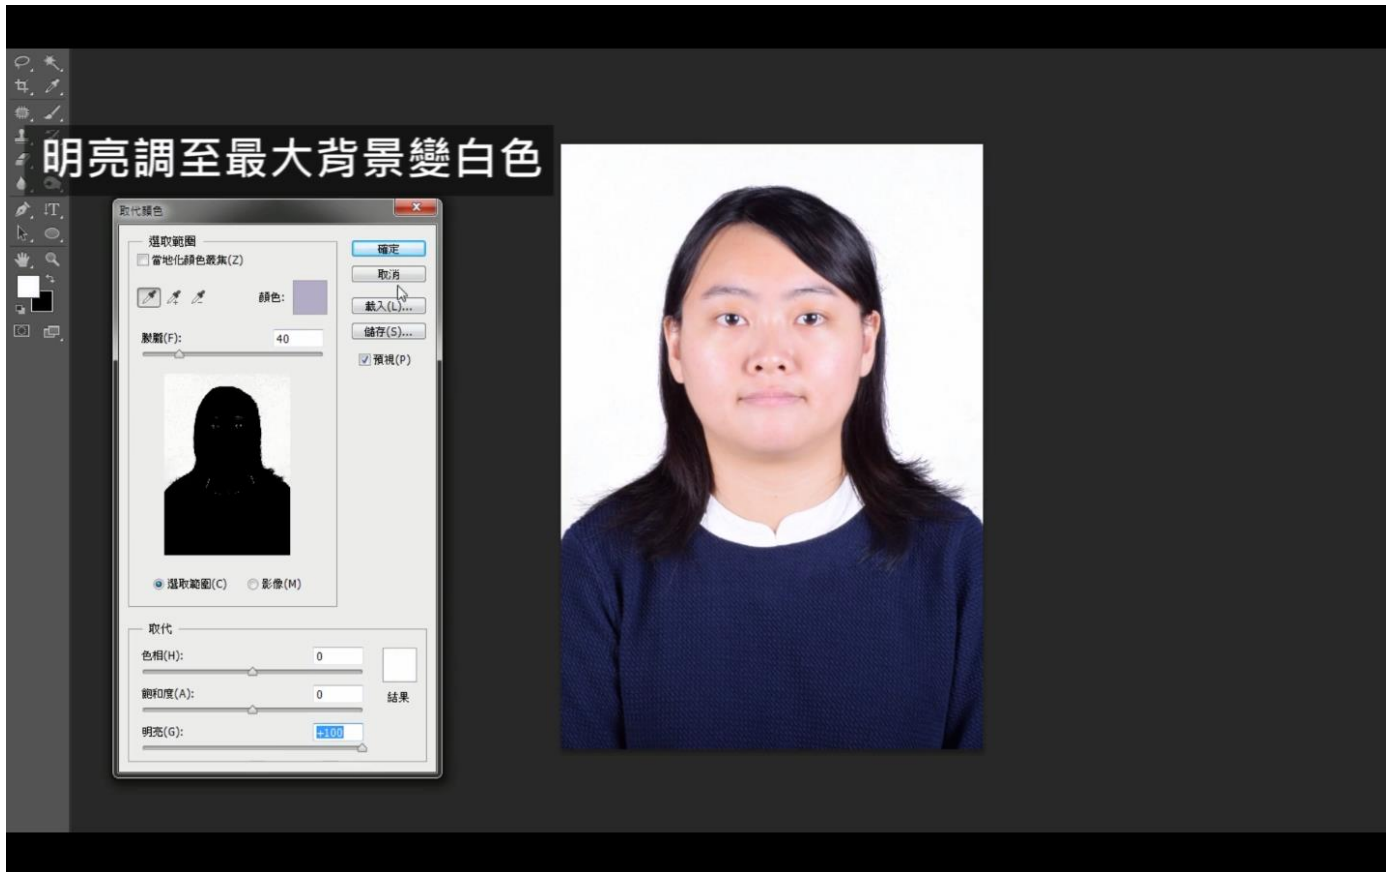 明亮調至最大背景變白色
取代顏色
選取範圍
當地化顏色叢集(Z)
顏色:
朦朧(F):
40
確定
取消
載入(L)...
儲存(S)...
預視(P)
選取範圍(C)
影像(M)
取代
色相(H):
0
飽和度(A):
0
結果
明亮(G):
+100